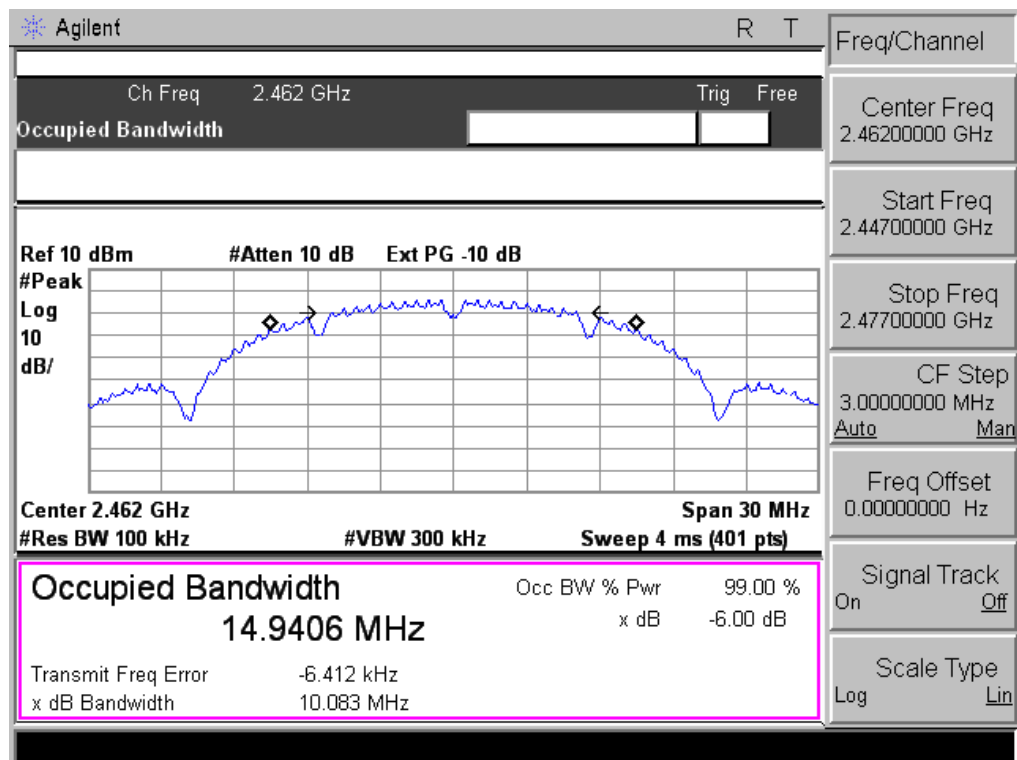 Agilent R T
Ch Freq 2.462 GHz Trig Free
Occupied Bandwidth
Ref 10 dBm #Atten 10 dB Ext PG -10 dB
#Peak
Log
10
dB/
Center 2.462 GHz Span 30 MHz
#Res BW 100 kHz #VBW 300 kHz Sweep 4 ms (401 pts)
Occupied Bandwidth Occ BW % Pwr 99.00 %
14.9406 MHz x dB -6.00 dB
Transmit Freq Error -6.412 kHz
x dB Bandwidth 10.083 MHz
Freq/Channel
Center Freq
2.46200000 GHz
Start Freq
2.44700000 GHz
Stop Freq
2.47700000 GHz
CF Step
3.00000000 MHz
Auto Man
Freq Offset
0.00000000 Hz
Signal Track
On Off
Scale Type
Log Lin